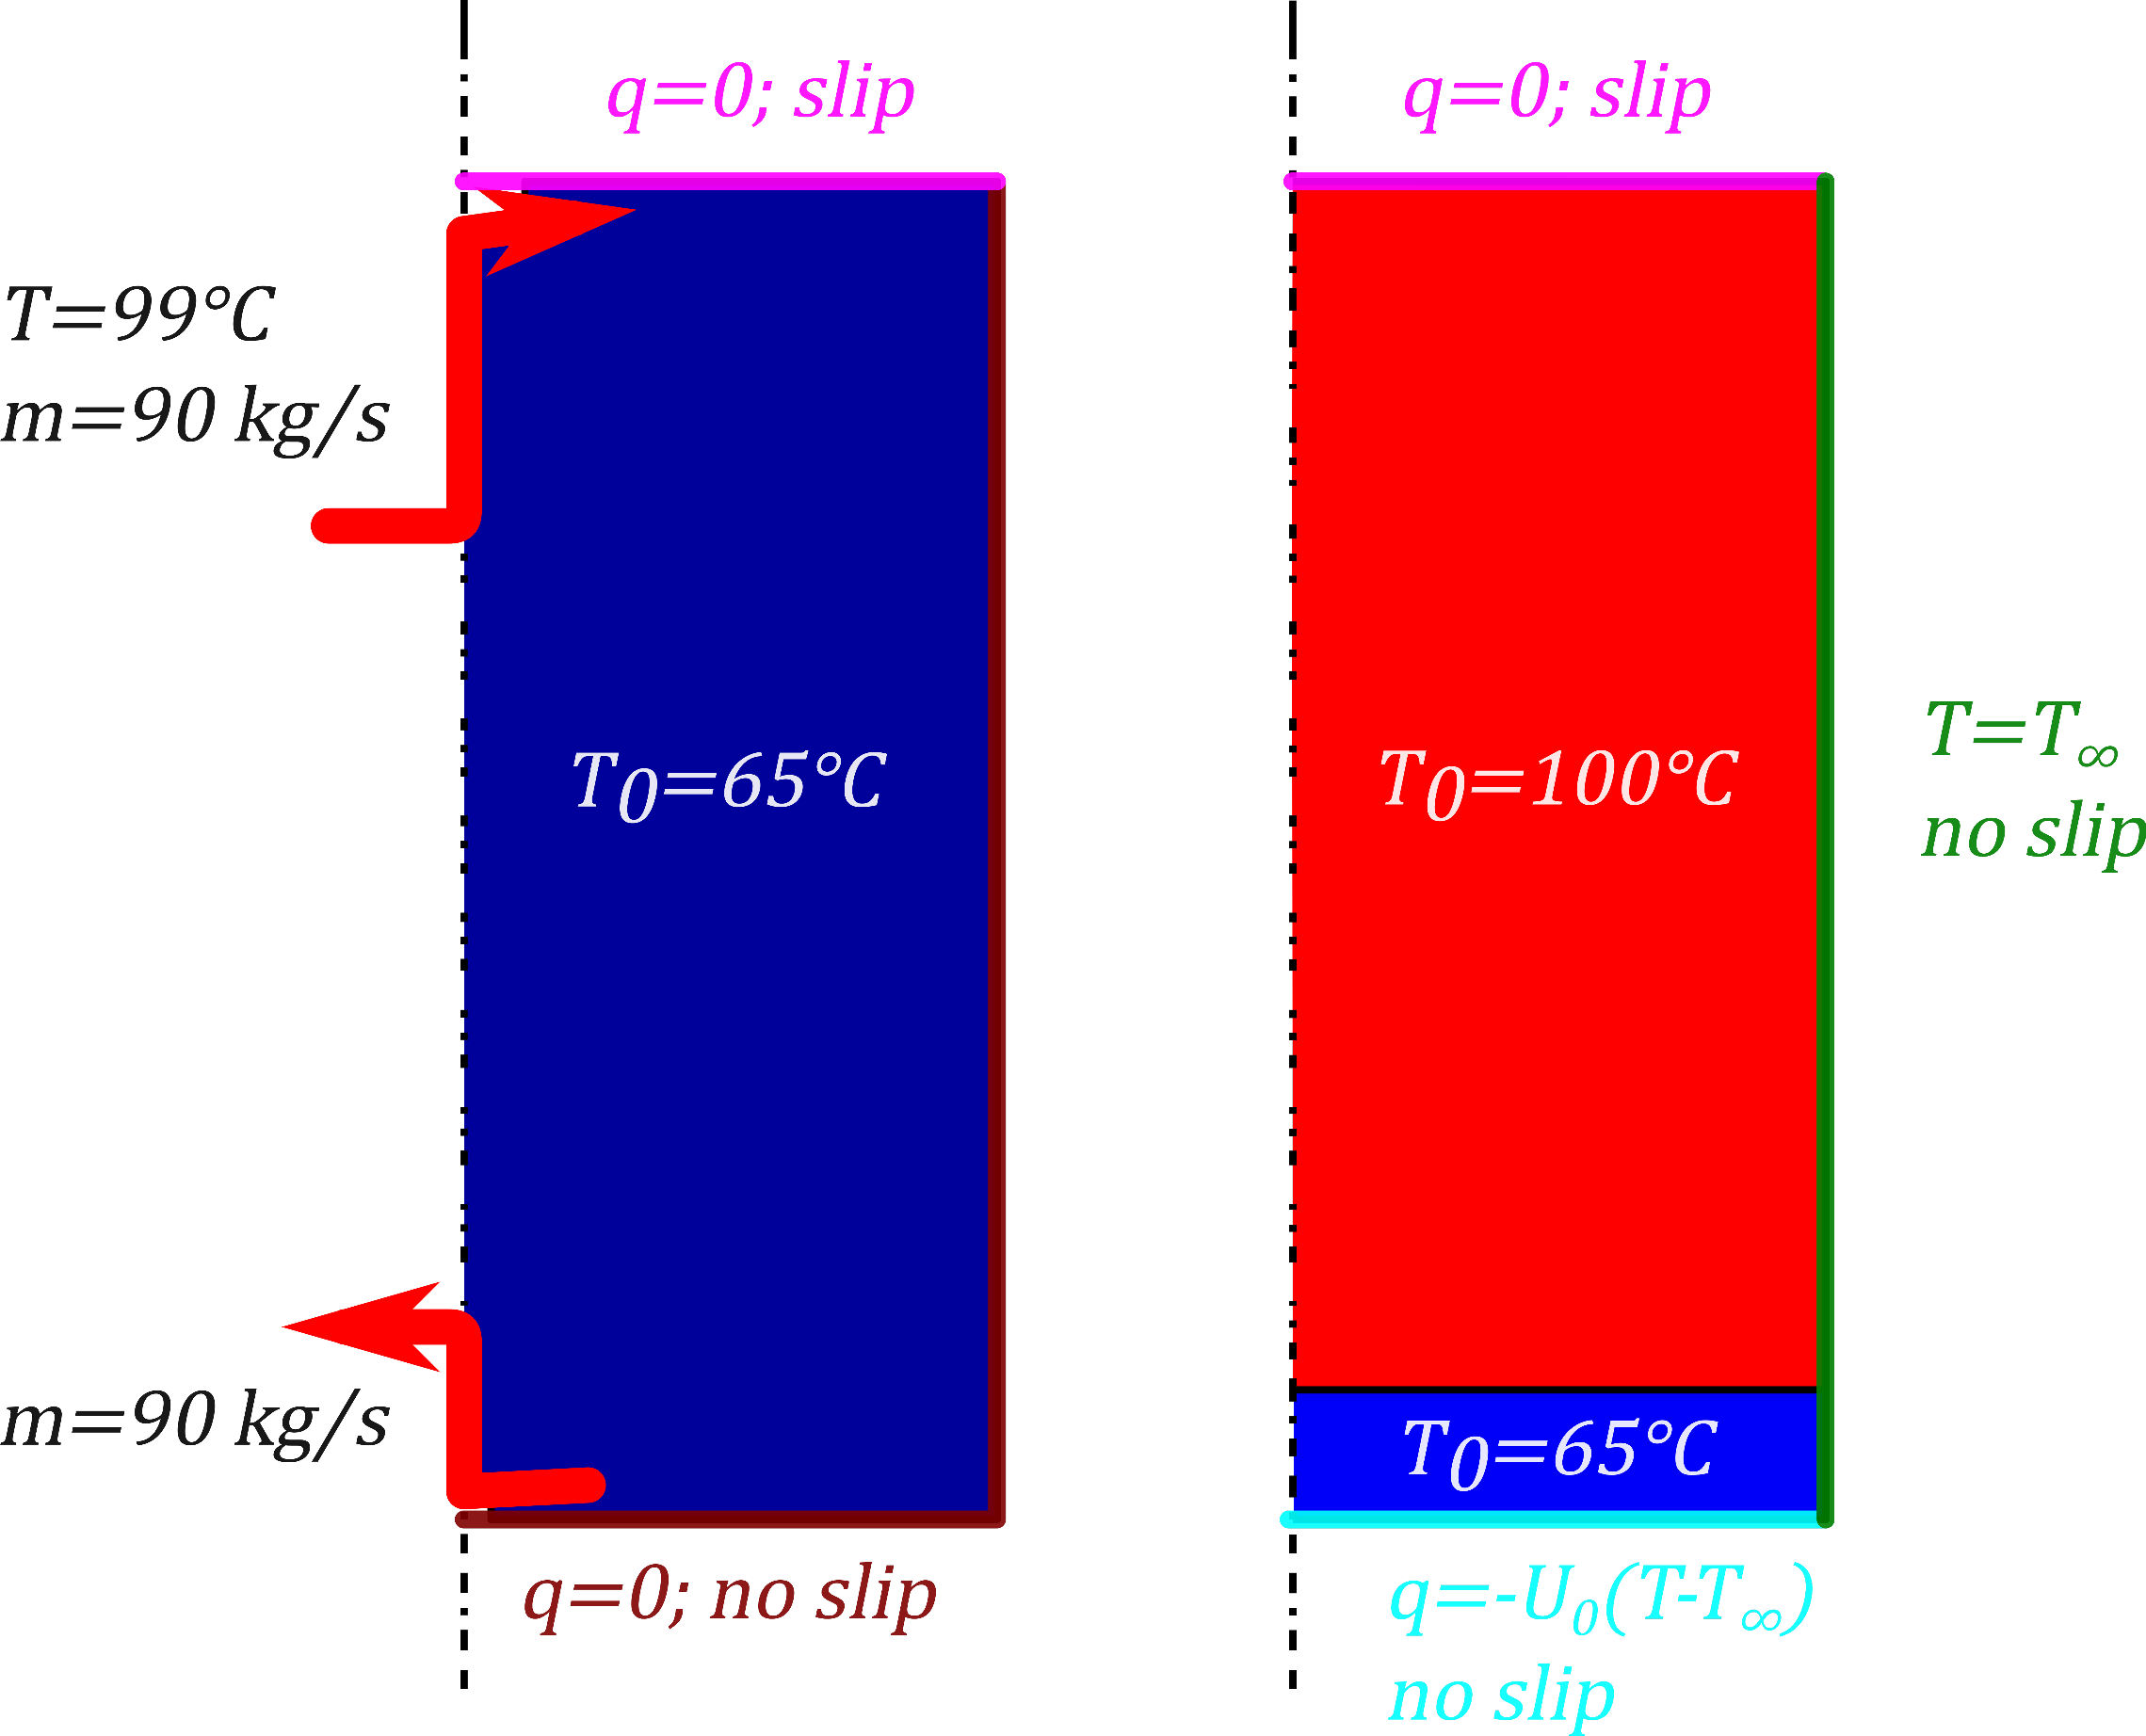 q=0; slip
q=0; slip
T=99°C
m=90 kg/s
T₀=65°C
T₀=100°C
T=T∞
no slip
m=90 kg/s
T₀=65°C
q=0; no slip
q=-U₀(T-T∞)
no slip